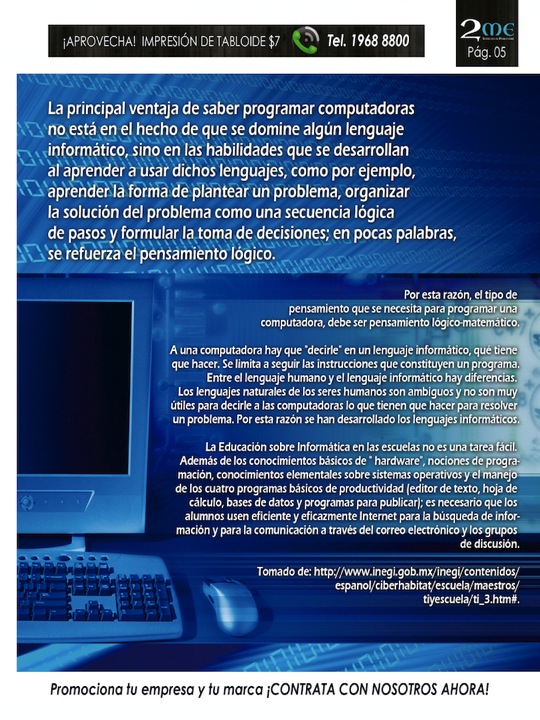 ¡APROVECHA! IMPRESIÓN DE TABLOIDE $7 Tel. 1968 8800
2ME
Pág. 05
La principal ventaja de saber programar computadoras
no está en el hecho de que se domine algún lenguaje
informático, sino en las habilidades que se desarrollan
al aprender a usar dichos lenguajes, como por ejemplo,
aprender la forma de plantear un problema, organizar
la solución del problema como una secuencia lógica
de pasos y formular la toma de decisiones; en pocas palabras,
se refuerza el pensamiento lógico.
Por esta razón, el tipo de
pensamiento que se necesita para programar una
computadora, debe ser pensamiento lógico-matemático.
A una computadora hay que "decirle" en un lenguaje informático, qué tiene
que hacer. Se limita a seguir las instrucciones que constituyen un programa.
Entre el lenguaje humano y el lenguaje informático hay diferencias.
Los lenguajes naturales de los seres humanos son ambiguos y no son muy
útiles para decirle a las computadoras lo que tienen que hacer para resolver
un problema. Por esta razón se han desarrollado los lenguajes informáticos.
La Educación sobre Informática en las escuelas no es una tarea fácil.
Además de los conocimientos básicos de " hardware", nociones de progra-
mación, conocimientos elementales sobre sistemas operativos y el manejo
de los cuatro programas básicos de productividad (editor de texto, hoja de
cálculo, bases de datos y programas para publicar); es necesario que los
alumnos usen eficiente y eficazmente Internet para la búsqueda de infor-
mación y para la comunicación a través del correo electrónico y los grupos
de discusión.
Tomado de: http;//www.inegi.gob.mx/inegi/contenidos/
espanol/ciberhabitat/escuela/maestros/
tiyescuela/ti_3.htm#.
Promociona tu empresa y tu marca ¡CONTRATA CON NOSOTROS AHORA!